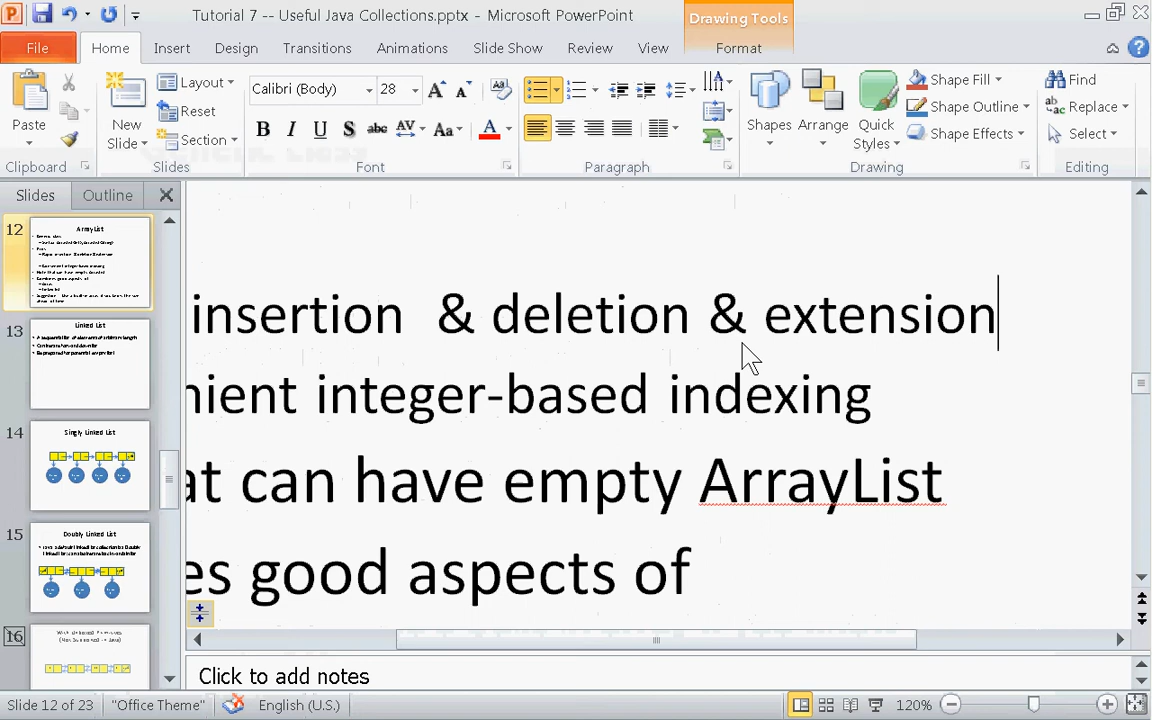 Tutorial 7 -- Useful Java Collections.pptx - Microsoft PowerPoint
Drawing Tools
File Home Insert Design Transitions Animations Slide Show Review View Format
Paste
New Slide
Layout
Reset
Section
Calibri (Body) 28
Shapes Arrange Quick Styles
Shape Fill
Shape Outline
Shape Effects
Find
Replace
Select
Clipboard Slides Font Paragraph Drawing Editing
Slides Outline
12
ArrayList
13
Linked List
14
Singly Linked List
15
Doubly Linked List
16
insertion & deletion & extension
nient integer-based indexing
at can have empty ArrayList
es good aspects of
Click to add notes
Slide 12 of 23 "Office Theme" English (U.S.) 120%